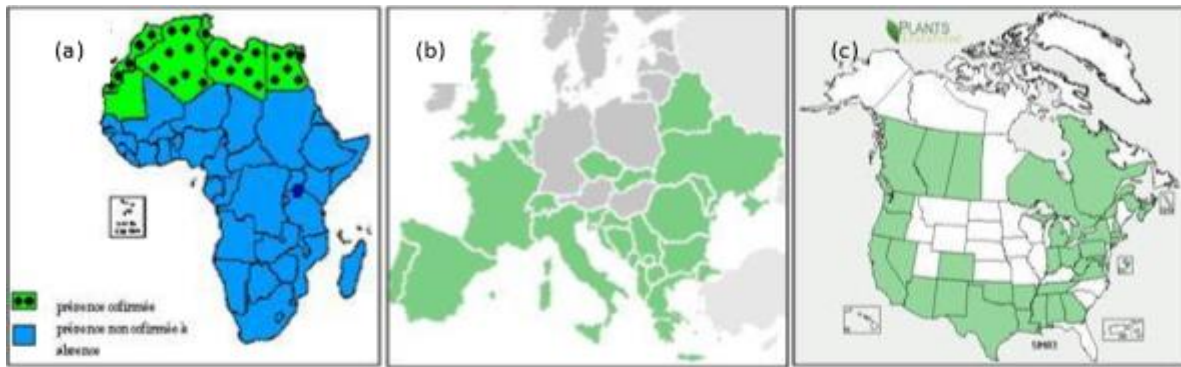 (a)
présence cofirmée
présence non cofirmée à
absence
(b)
(c)
PLANTS